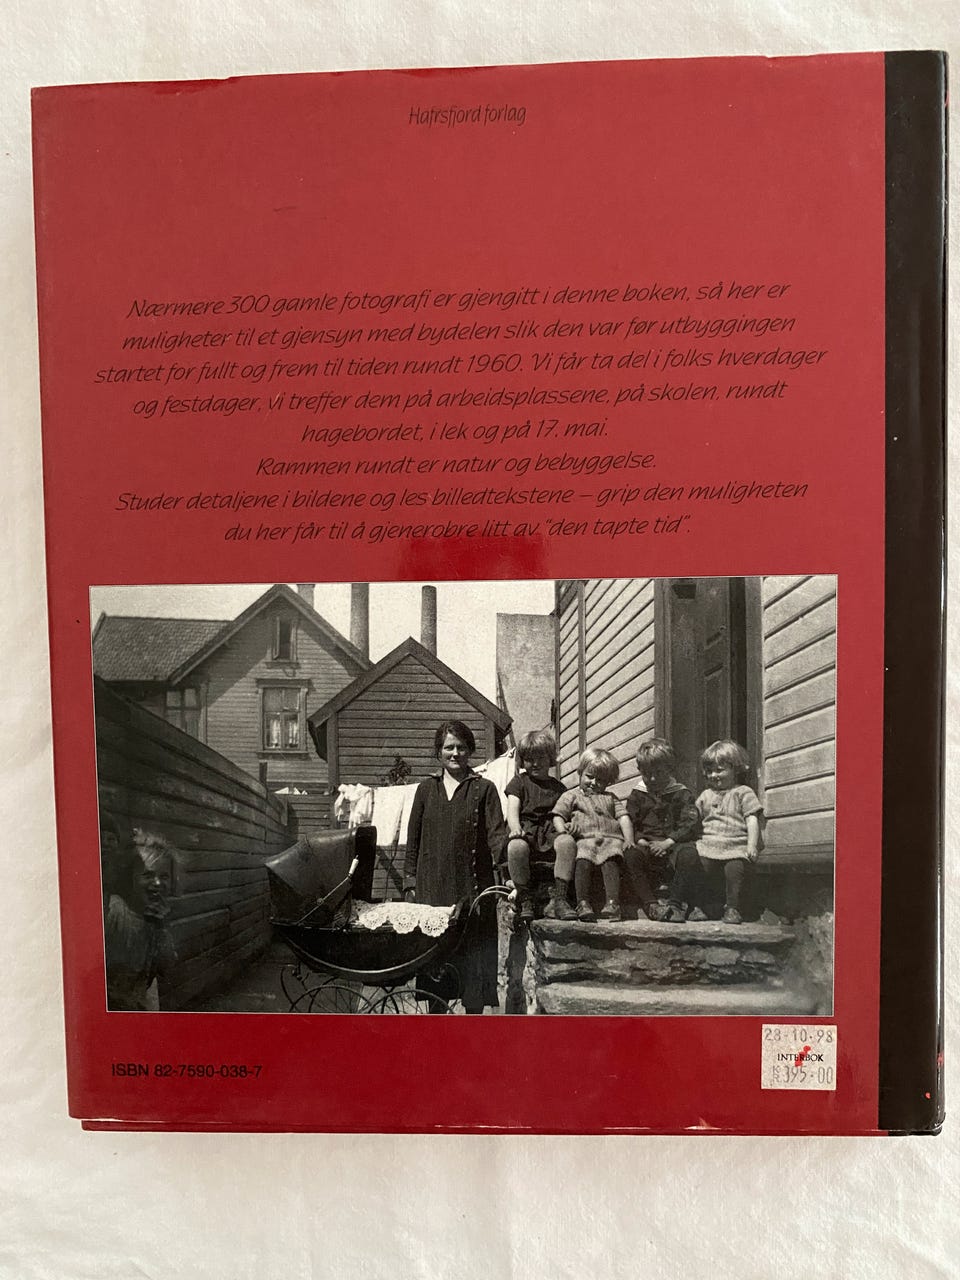 Hafrsfjord forlag
Nærmere 300 gamle fotografi er gjengitt i denne boken, så her er
muligheter til et gjensyn med bydelen slik den var før utbyggingen
startet for fullt og frem til tiden rundt 1960. Vi får ta del i folks hverdager
og festdager, vi treffer dem på arbeidsplassene, på skolen, rundt
hagebordet, i lek og på 17. mai.
Rammen rundt er natur og bebyggelse.
Studer detaljene i bildene og les billedtekstene – grip den muligheten
du her får til å gjenerobre litt av "den tapte tid".
ISBN 82-7590-038-7
28-10-98
INTERBOK
KR 395-00